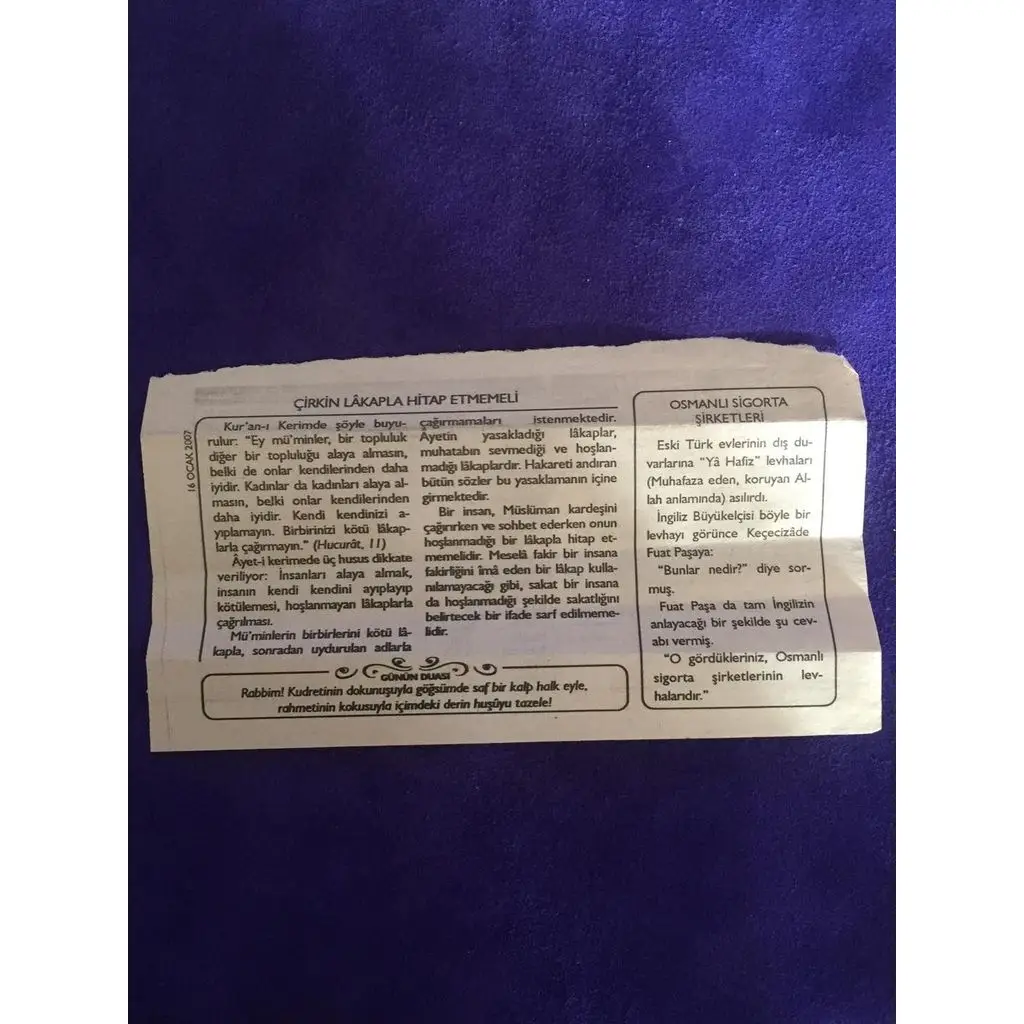 16 OCAK 2007
ÇİRKİN LÂKAPLA HİTAP ETMEMELİ
Kur'an-ı Kerimde şöyle buyu-
rulur: "Ey mü'minler, bir topluluk
diğer bir topluluğu alaya almasın,
belki de onlar kendilerinden daha
iyidir. Kadınlar da kadınları alaya al-
masın, belki onlar kendilerinden
daha iyidir. Kendi kendinizi a-
yıplamayın. Birbirinizi kötü lâkap-
larla çağırmayın." (Hucurât, 11)
Âyet-i kerimede üç husus dikkate
veriliyor: İnsanları alaya almak,
insanın kendi kendini ayıplayıp
kötülemesi, hoşlanmayan lâkaplarla
çağrılması.
Mü'minlerin birbirlerini kötü lâ-
kapla, sonradan uydurulan adlarla
çağırmamaları istenmektedir.
Âyetin yasakladığı lâkaplar,
muhatabın sevmediği ve hoşlan-
madığı lâkaplardır. Hakareti andıran
bütün sözler bu yasaklamanın içine
girmektedir.
Bir insan, Müslüman kardeşini
çağırırken ve sohbet ederken onun
hoşlanmadığı bir lâkapla hitap et-
memelidir. Meselâ fakir bir insana
fakirliğini îmâ eden bir lâkap kulla-
nılamayacağı gibi, sakat bir insana
da hoşlanmadığı şekilde sakatlığını
belirtecek bir ifade sarf edilmeme-
lidir.
GÜNÜN DUASI
Rabbim! Kudretinin dokunuşuyla göğsümde saf bir kalp halk eyle,
rahmetinin kokusuyla içimdeki derin huşûyu tazele!
OSMANLI SİGORTA
ŞİRKETLERİ
Eski Türk evlerinin dış du-
varlarına "Yâ Hafîz" levhaları
(Muhafaza eden, koruyan Al-
lah anlamında) asılırdı.
İngiliz Büyükelçisi böyle bir
levhayı görünce Keçecizâde
Fuat Paşaya:
"Bunlar nedir?" diye sor-
muş.
Fuat Paşa da tam İngilizin
anlayacağı bir şekilde şu cev-
abı vermiş.
"O gördükleriniz, Osmanlı
sigorta şirketlerinin lev-
halarıdır."